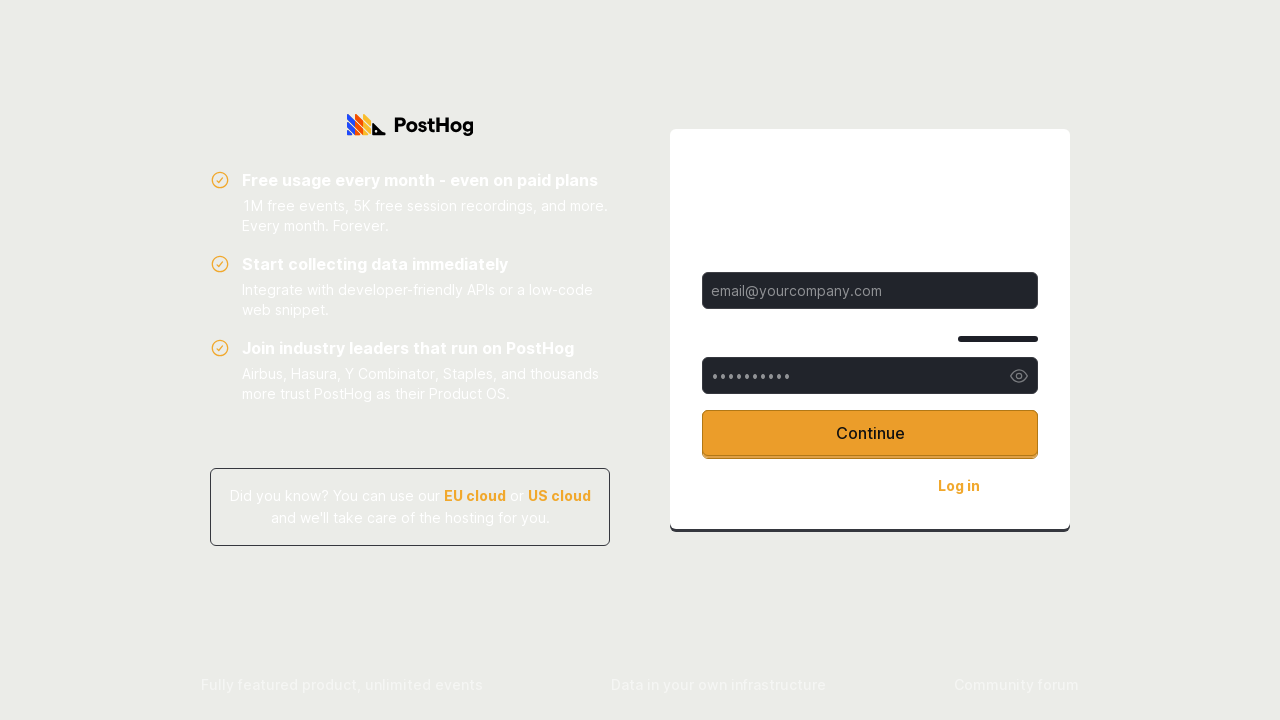 PostHog
Free usage every month - even on paid plans
1M free events, 5K free session recordings, and more.
Every month. Forever.
Start collecting data immediately
Integrate with developer-friendly APIs or a low-code
web snippet.
Join industry leaders that run on PostHog
Airbus, Hasura, Y Combinator, Staples, and thousands
more trust PostHog as their Product OS.
Did you know? You can use our EU cloud or US cloud
and we'll take care of the hosting for you.
email@yourcompany.com
••••••••••
Continue
Log in
Fully featured product, unlimited events
Data in your own infrastructure
Community forum